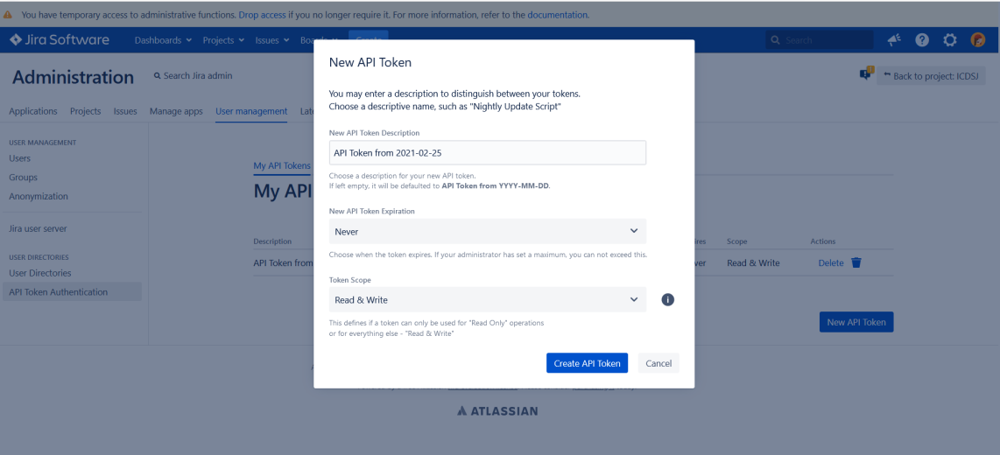 You have temporary access to administrative functions. Drop access if you no longer require it. For more information, refer to the documentation.
Jira Software Dashboards Projects Issues Create Search
Administration Search Jira admin Back to project: ICDSJ
Applications Projects Issues Manage apps User management
USER MANAGEMENT
Users
Groups
Anonymization
Jira user server
USER DIRECTORIES
User Directories
API Token Authentication
My API Tokens
My API
Description Scope Actions
API Token from Read & Write Delete
New API Token
New API Token
You may enter a description to distinguish between your tokens.
Choose a descriptive name, such as "Nightly Update Script"
New API Token Description
API Token from 2021-02-25
Choose a description for your new API token.
If left empty, it will be defaulted to API Token from YYYY-MM-DD.
New API Token Expiration
Never
Choose when the token expires. If your administrator has set a maximum, you can not exceed this.
Token Scope
Read & Write
This defines if a token can only be used for "Read Only" operations
or for everything else - "Read & Write"
Create API Token Cancel
ATLASSIAN